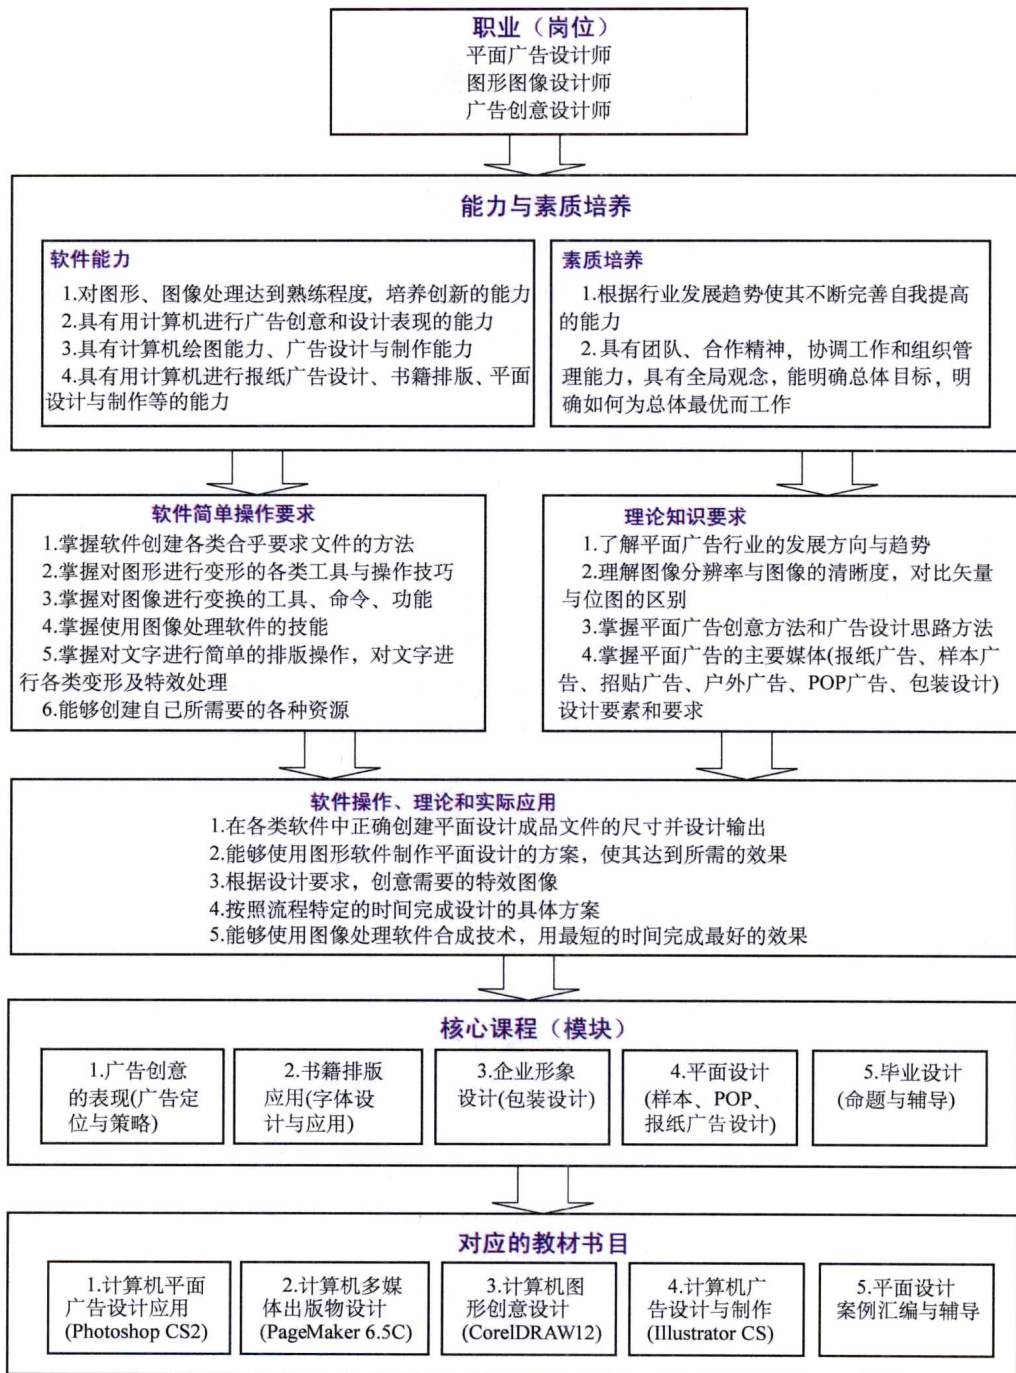 职业（岗位）
平面广告设计师
图形图像设计师
广告创意设计师
能力与素质培养
软件能力
1.对图形、图像处理达到熟练程度，培养创新的能力
2.具有用计算机进行广告创意和设计表现的能力
3.具有计算机绘图能力、广告设计与制作能力
4.具有用计算机进行报纸广告设计、书籍排版、平面
设计与制作等的能力
素质培养
1.根据行业发展趋势使其不断完善自我提高
的能力
2.具有团队、合作精神，协调工作和组织管
理能力，具有全局观念，能明确总体目标，明
确如何为总体最优而工作
软件简单操作要求
1.掌握软件创建各类合乎要求文件的方法
2.掌握对图形进行变形的各类工具与操作技巧
3.掌握对图像进行变换的工具、命令、功能
4.掌握使用图像处理软件的技能
5.掌握对文字进行简单的排版操作，对文字进
行各类变形及特效处理
6.能够创建自己所需要的各种资源
理论知识要求
1.了解平面广告行业的发展方向与趋势
2.理解图像分辨率与图像的清晰度，对比矢量
与位图的区别
3.掌握平面广告创意方法和广告设计思路方法
4.掌握平面广告的主要媒体(报纸广告、样本广
告、招贴广告、户外广告、POP广告、包装设计)
设计要素和要求
软件操作、理论和实际应用
1.在各类软件中正确创建平面设计成品文件的尺寸并设计输出
2.能够使用图形软件制作平面设计的方案，使其达到所需的效果
3.根据设计要求，创意需要的特效图像
4.按照流程特定的时间完成设计的具体方案
5.能够使用图像处理软件合成技术，用最短的时间完成最好的效果
核心课程（模块）
1.广告创意
的表现(广告定
位与策略)
2.书籍排版
应用(字体设
计与应用)
3.企业形象
设计(包装设计)
4.平面设计
(样本、POP、
报纸广告设计)
5.毕业设计
(命题与辅导)
对应的教材书目
1.计算机平面
广告设计应用
(Photoshop CS2)
2.计算机多媒
体出版物设计
(PageMaker 6.5C)
3.计算机图
形创意设计
(CorelDRAW12)
4.计算机广
告设计与制作
(Illustrator CS)
5.平面设计
案例汇编与辅导